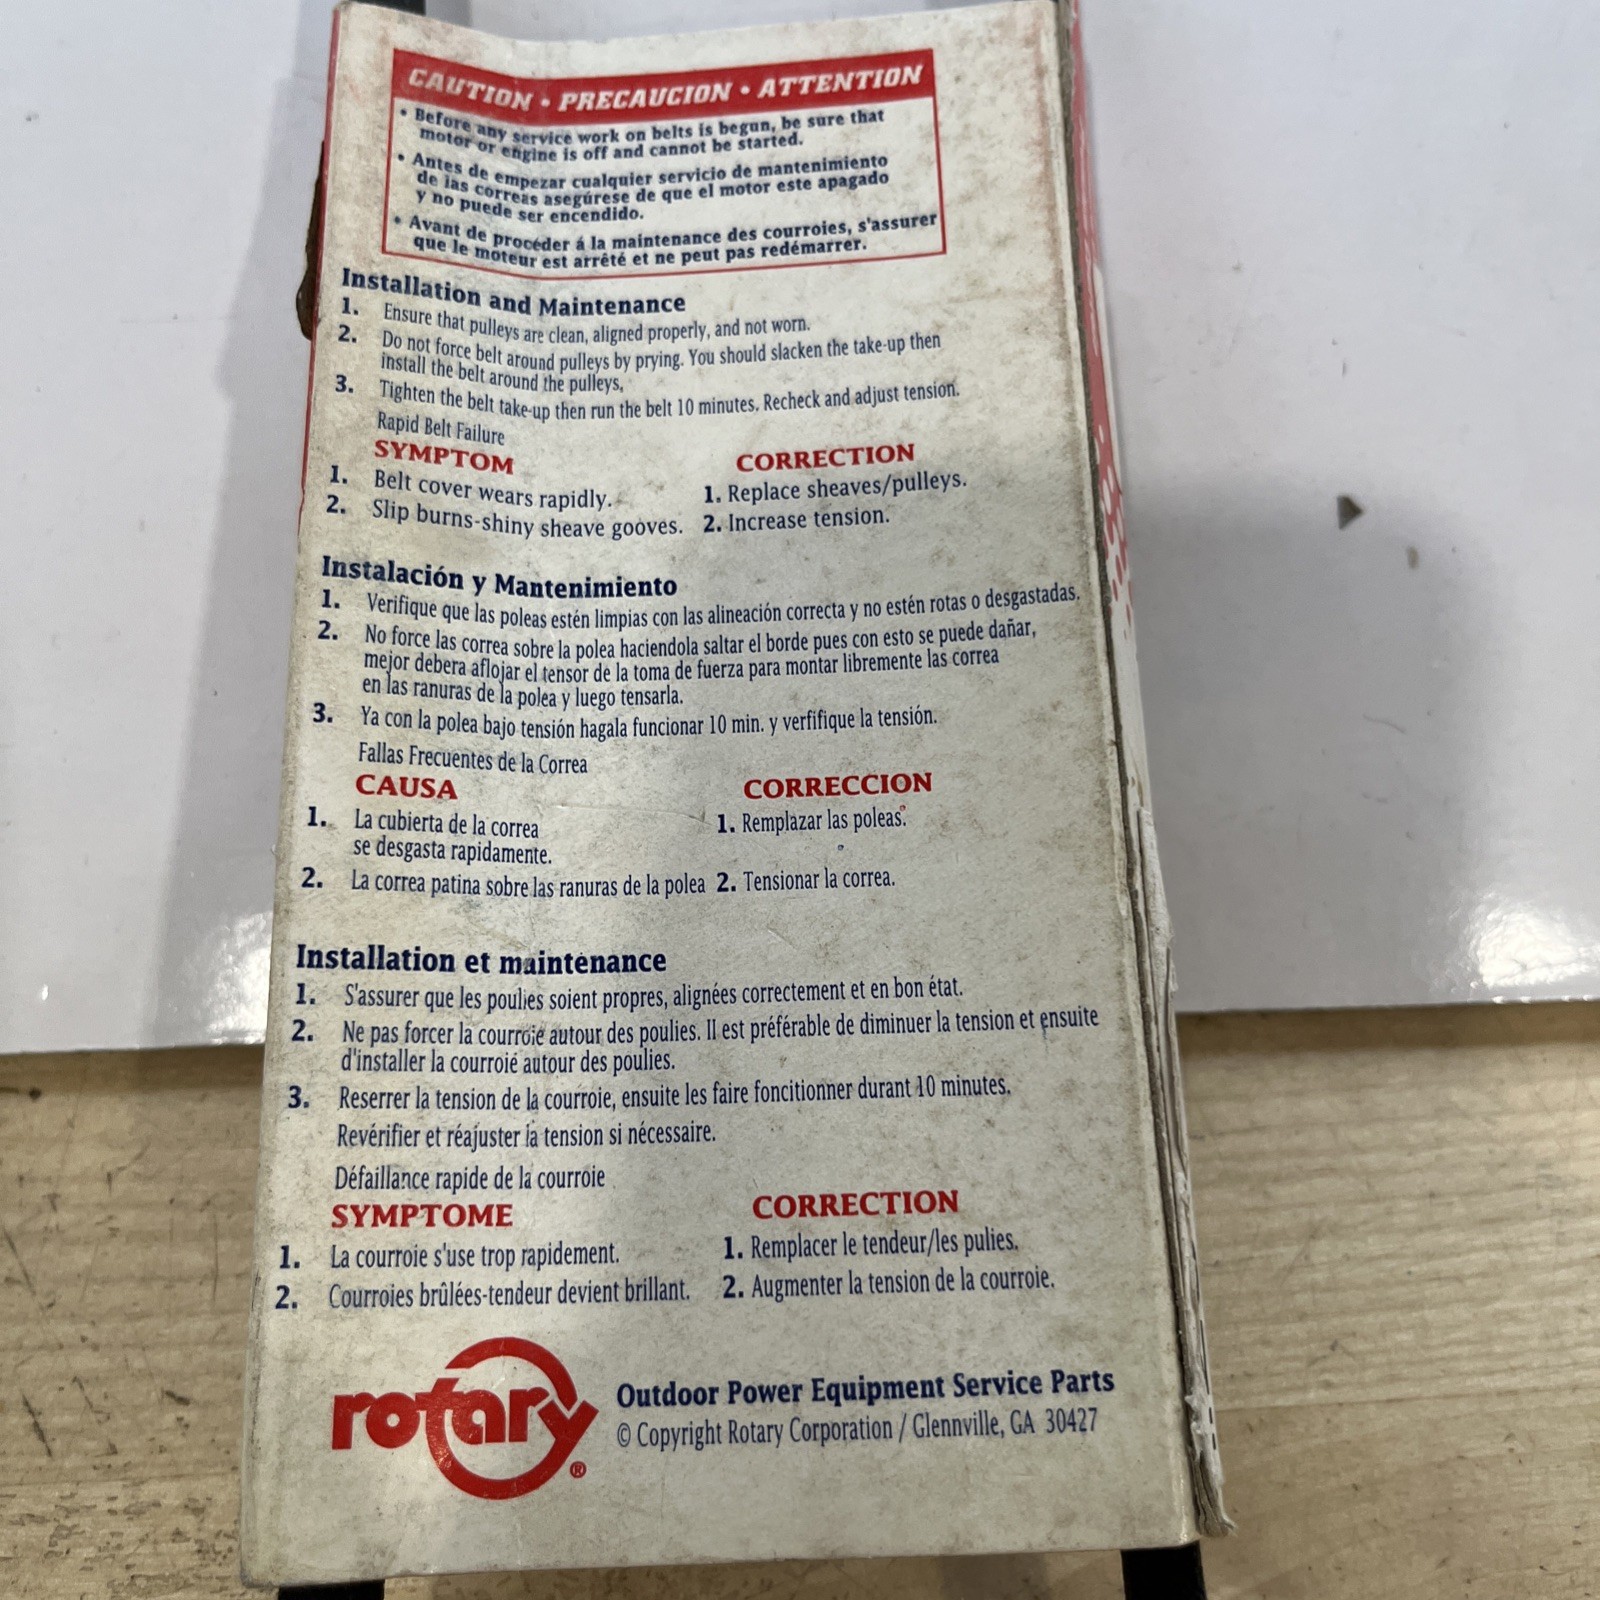 CAUTION • PRECAUCION • ATTENTION
• Before any service work on belts is begun, be sure that
motor or engine is off and cannot be started.
• Antes de empezar cualquier servicio de mantenimiento
de las correas asegúrese de que el motor este apagado
y no puede ser encendido.
• Avant de procéder á la maintenance des courroies, s'assurer
que le moteur est arrêté et ne peut pas redémarrer.
Installation and Maintenance
1. Ensure that pulleys are clean, aligned properly, and not worn.
2. Do not force belt around pulleys by prying. You should slacken the take-up then
install the belt around the pulleys,
3. Tighten the belt take-up then run the belt 10 minutes. Recheck and adjust tension.
Rapid Belt Failure
SYMPTOM CORRECTION
1. Belt cover wears rapidly. 1. Replace sheaves/pulleys.
2. Slip burns-shiny sheave gooves. 2. Increase tension.
Instalación y Mantenimiento
1. Verifique que las poleas estén limpias con las alineación correcta y no estén rotas o desgastadas.
2. No force las correa sobre la polea haciendola saltar el borde pues con esto se puede dañar,
mejor debera aflojar el tensor de la toma de fuerza para montar libremente las correa
en las ranuras de la polea y luego tensarla.
3. Ya con la polea bajo tensión hagala funcionar 10 min. y verfifique la tensión.
Fallas Frecuentes de la Correa
CAUSA CORRECCION
1. La cubierta de la correa 1. Remplazar las poleas.
se desgasta rapidamente.
2. La correa patina sobre las ranuras de la polea 2. Tensionar la correa.
Installation et maintenance
1. S'assurer que les poulies soient propres, alignées correctement et en bon état.
2. Ne pas forcer la courroie autour des poulies. Il est préférable de diminuer la tension et ensuite
d'installer la courroie autour des poulies.
3. Reserrer la tension de la courroie, ensuite les faire foncitionner durant 10 minutes.
Revérifier et réajuster la tension si nécessaire.
Défaillance rapide de la courroie
SYMPTOME CORRECTION
1. La courroie s'use trop rapidement. 1. Remplacer le tendeur/les pulies.
2. Courroies brûlées-tendeur devient brillant. 2. Augmenter la tension de la courroie.
rotary ®
Outdoor Power Equipment Service Parts
© Copyright Rotary Corporation / Glennville, GA 30427